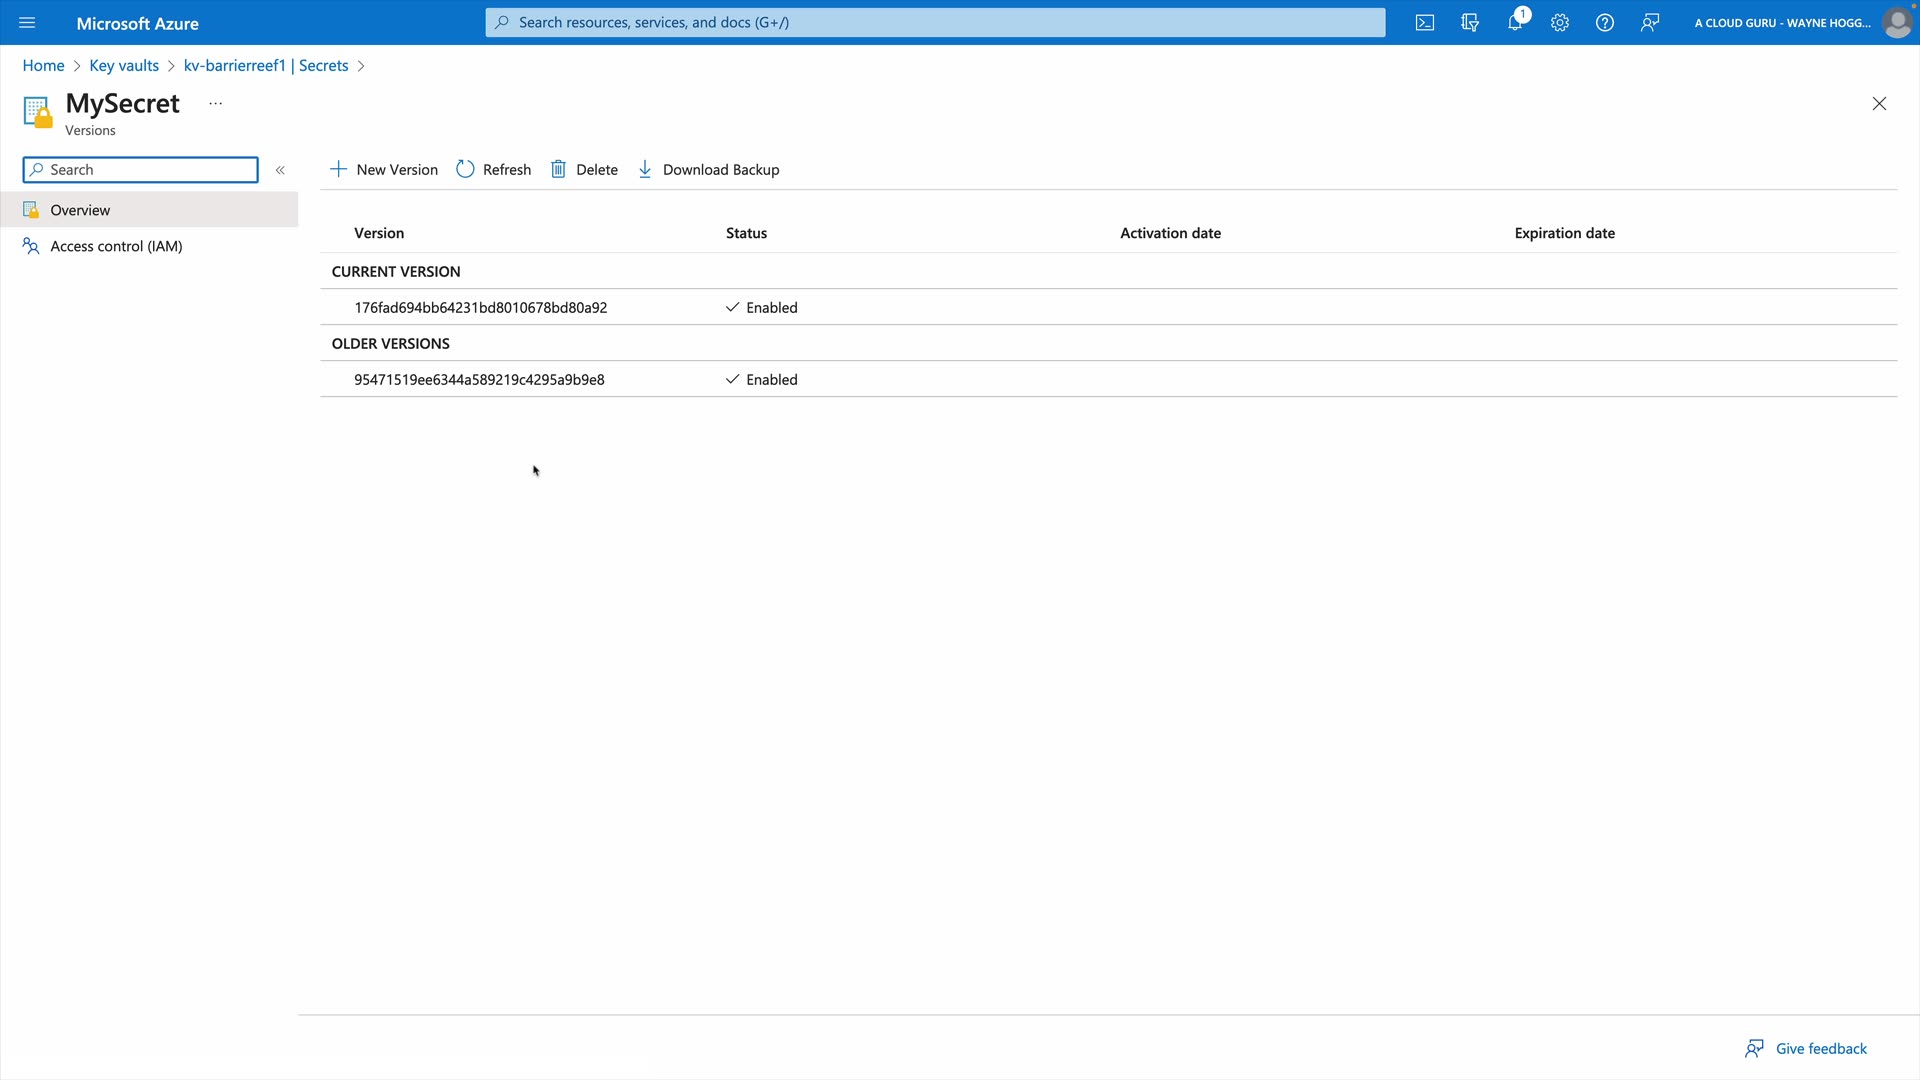 Microsoft Azure
Search resources, services, and docs (G+/)
1
A CLOUD GURU - WAYNE HOGG...
Home > Key vaults > kv-barrierreef1 | Secrets >
MySecret ...
Versions
Search
«
New Version
Refresh
Delete
Download Backup
Overview
Access control (IAM)
Version Status Activation date Expiration date
CURRENT VERSION
176fad694bb64231bd8010678bd80a92 Enabled
OLDER VERSIONS
95471519ee6344a589219c4295a9b9e8 Enabled
Give feedback